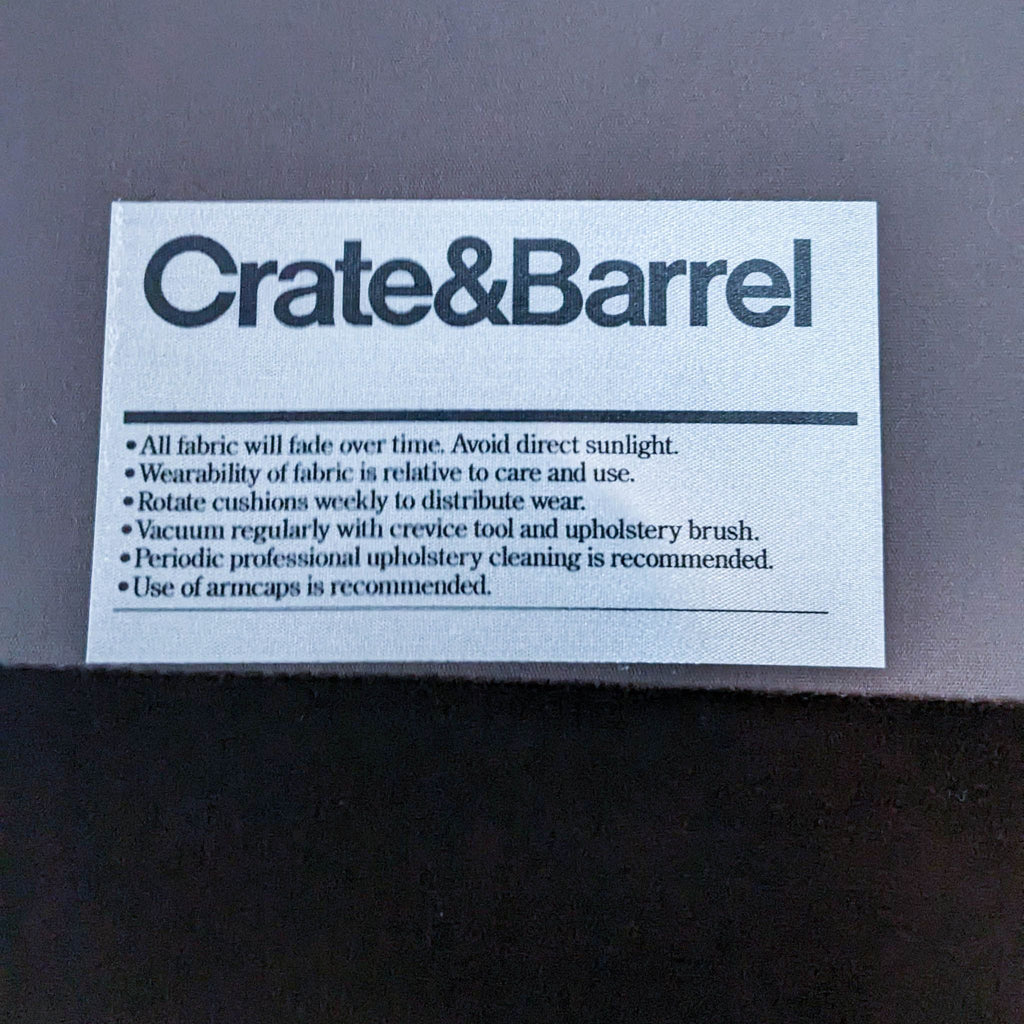 Crate&Barrel
•All fabric will fade over time. Avoid direct sunlight.
•Wearability of fabric is relative to care and use.
•Rotate cushions weekly to distribute wear.
•Vacuum regularly with crevice tool and upholstery brush.
•Periodic professional upholstery cleaning is recommended.
•Use of armcaps is recommended.